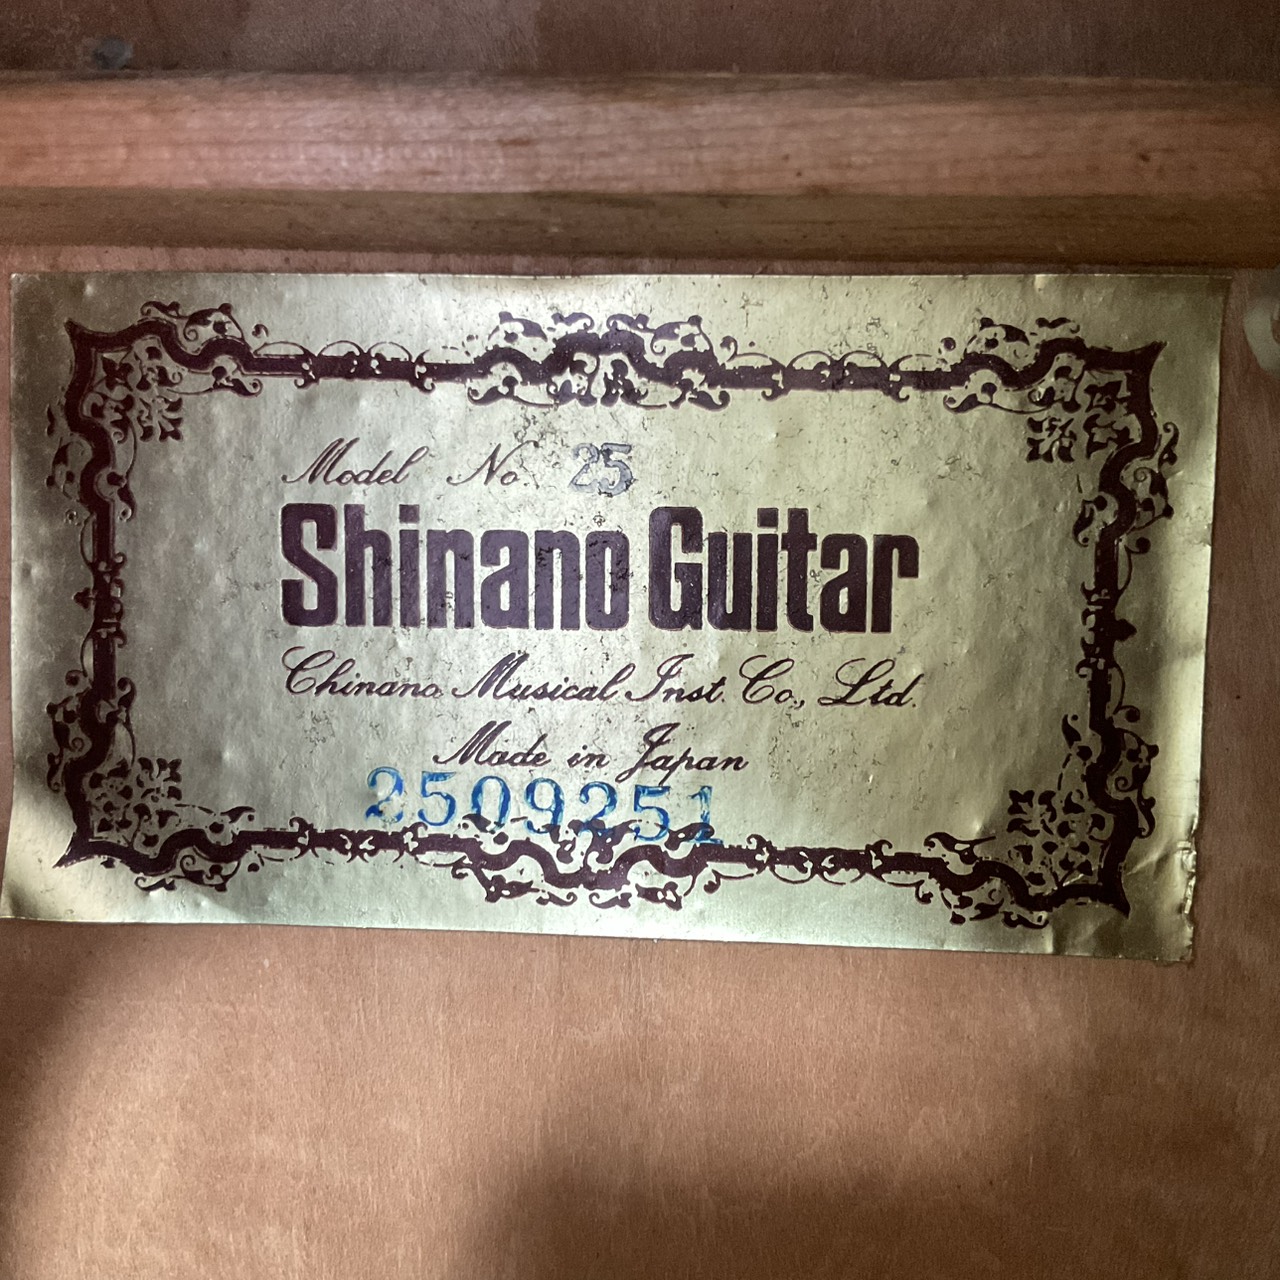 Model No. 25
Shinano Guitar
Chinano Musical Inst. Co., Ltd.
Made in Japan
2509251